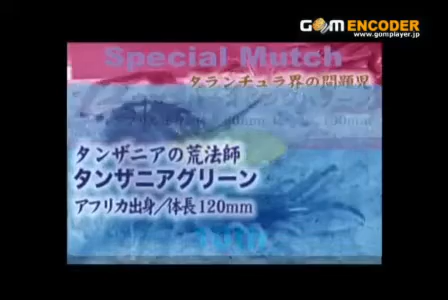 GOM ENCODER
www.gomplayer.jp
Special Mutch
タランチュラ界の問題児
タンザニアの荒法師
タンザニアグリーン
アフリカ出身/体長120mm